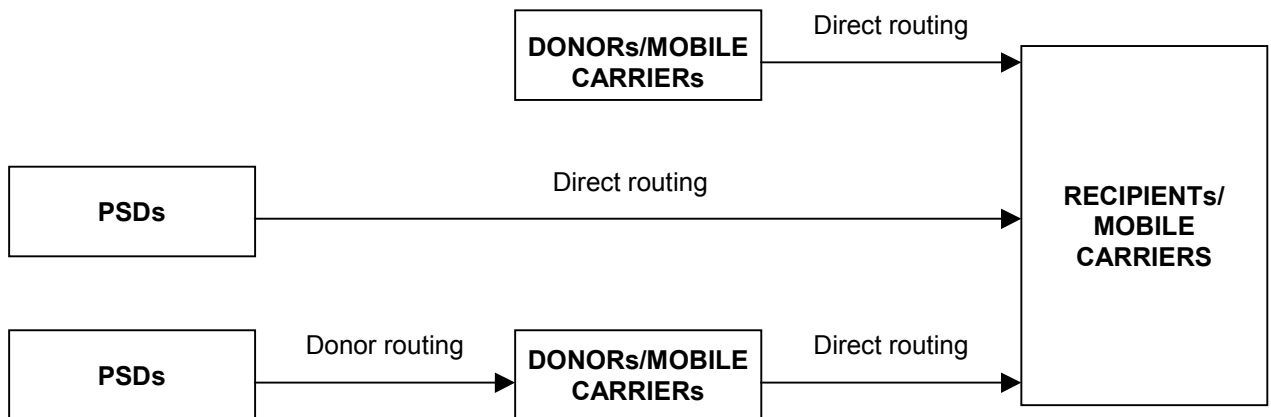 Direct routing
DONORs/MOBILE
CARRIERs
Direct routing
PSDs
RECIPIENTs/
MOBILE
CARRIERS
Donor routing
Direct routing
PSDs
DONORs/MOBILE
CARRIERs